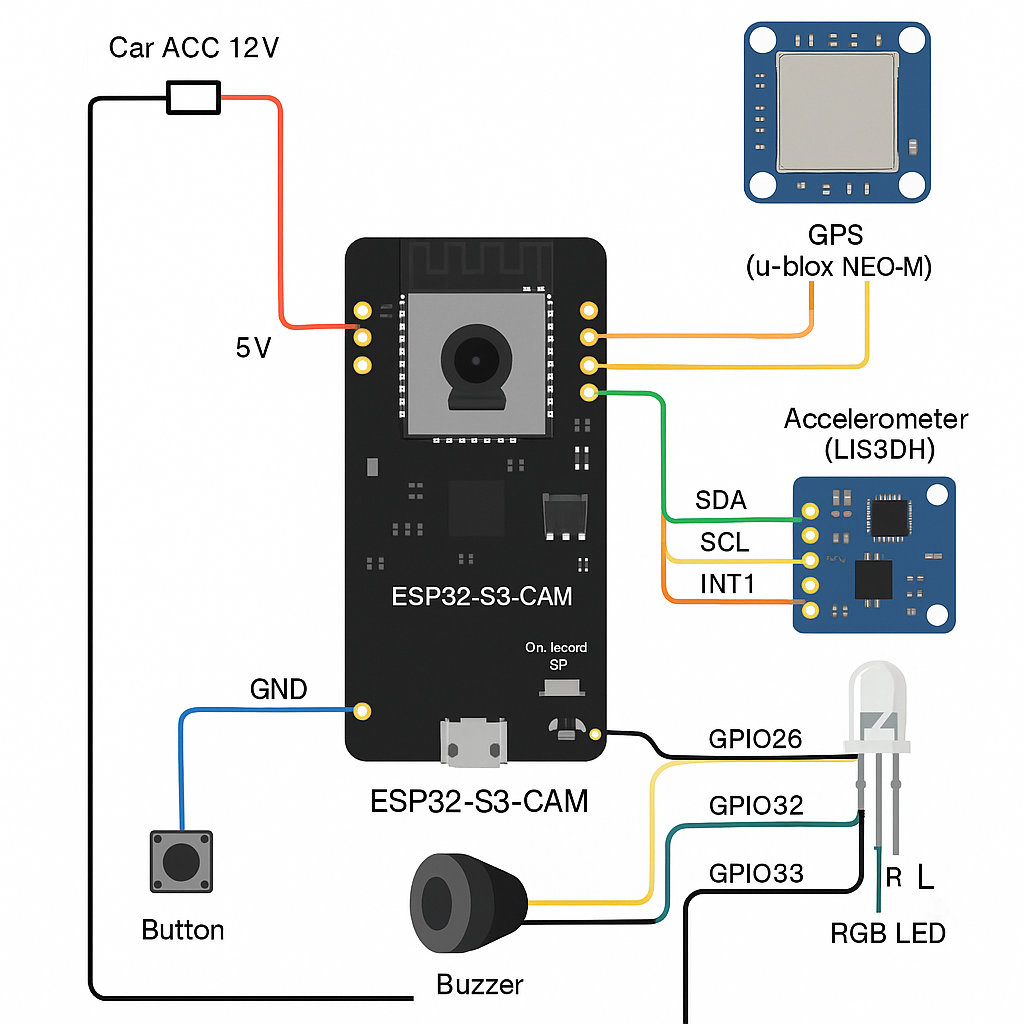 Car ACC 12V
GPS
(u-blox NEO-M)
5V
Accelerometer
(LIS3DH)
SDA
SCL
INT1
ESP32-S3-CAM
On. lecord
SP
GND
GPIO26
ESP32-S3-CAM
GPIO32
GPIO33
R L
Button
RGB LED
Buzzer